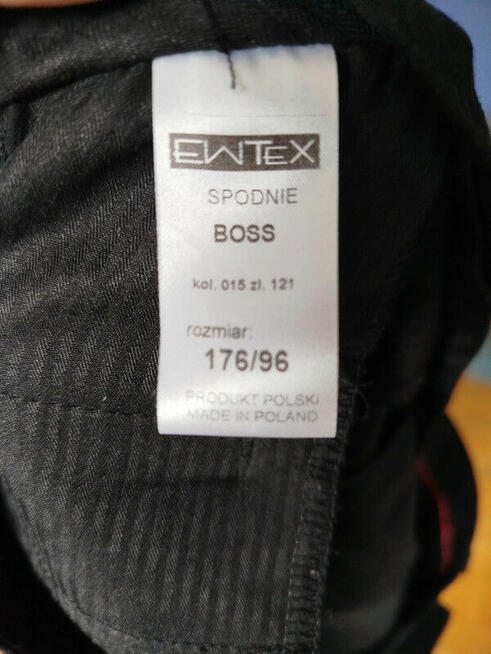 EWTEX
SPODNIE
BOSS
kol. 015 zl. 121
rozmiar:
176/96
PRODUKT POLSKI
MADE IN POLAND